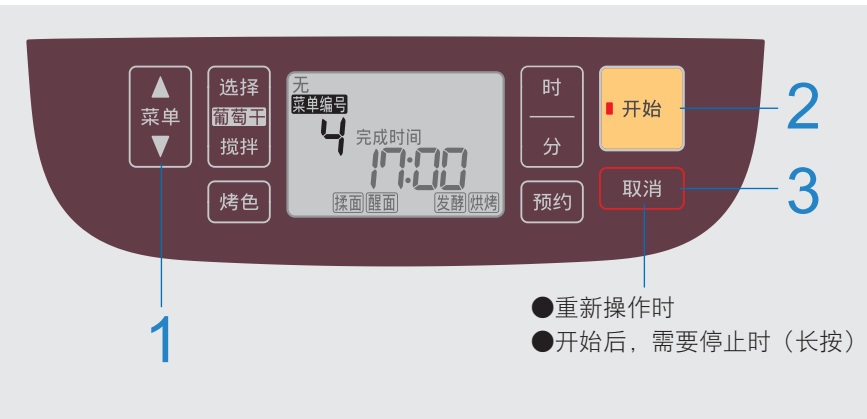 ▲
菜单
▼
选择
葡萄干
搅拌
烤色
无
菜单编号
4
完成时间
17:00
揉面 醒面 发酵 烘烤
时
分
预约
开始
取消
1
2
3
●重新操作时
●开始后，需要停止时（长按）